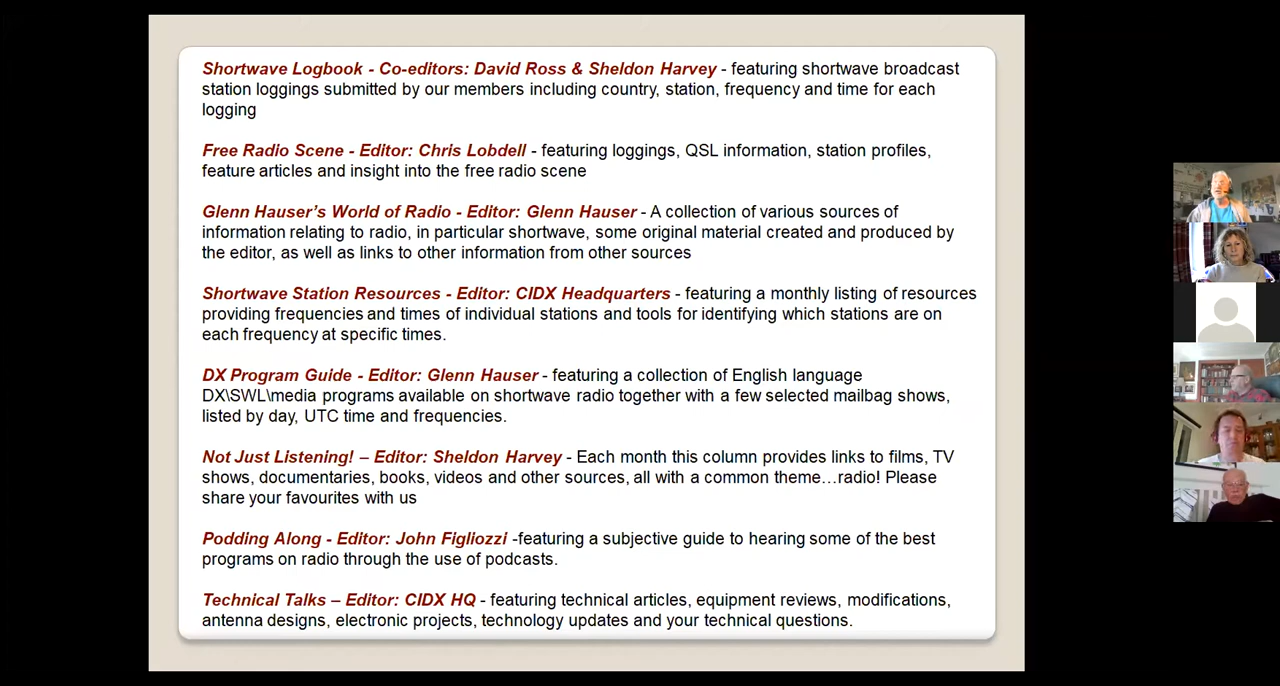 Shortwave Logbook - Co-editors: David Ross & Sheldon Harvey - featuring shortwave broadcast
station loggings submitted by our members including country, station, frequency and time for each
logging
Free Radio Scene - Editor: Chris Lobdell - featuring loggings, QSL information, station profiles,
feature articles and insight into the free radio scene
Glenn Hauser’s World of Radio - Editor: Glenn Hauser - A collection of various sources of
information relating to radio, in particular shortwave, some original material created and produced by
the editor, as well as links to other information from other sources
Shortwave Station Resources - Editor: CIDX Headquarters - featuring a monthly listing of resources
providing frequencies and times of individual stations and tools for identifying which stations are on
each frequency at specific times.
DX Program Guide - Editor: Glenn Hauser - featuring a collection of English language
DX\SWL\media programs available on shortwave radio together with a few selected mailbag shows,
listed by day, UTC time and frequencies.
Not Just Listening! – Editor: Sheldon Harvey - Each month this column provides links to films, TV
shows, documentaries, books, videos and other sources, all with a common theme…radio! Please
share your favourites with us
Podding Along - Editor: John Figliozzi -featuring a subjective guide to hearing some of the best
programs on radio through the use of podcasts.
Technical Talks – Editor: CIDX HQ - featuring technical articles, equipment reviews, modifications,
antenna designs, electronic projects, technology updates and your technical questions.